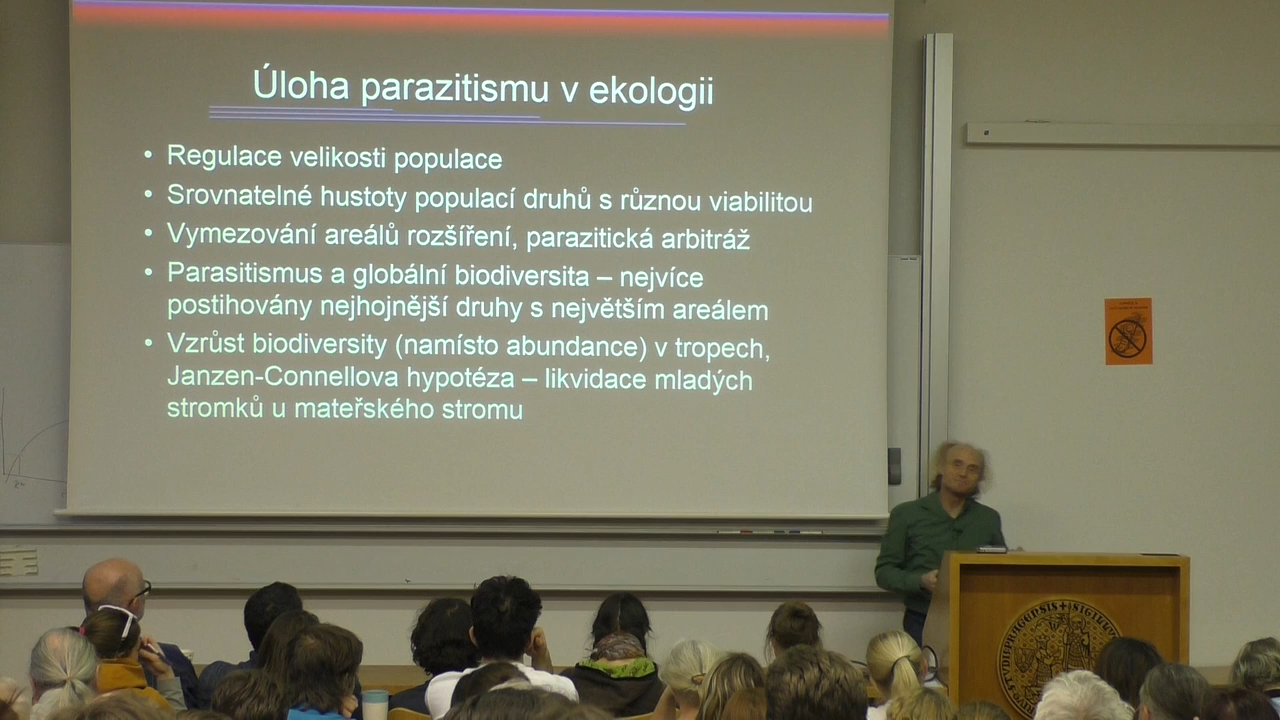 Úloha parazitismu v ekologii
• Regulace velikosti populace
• Srovnatelné hustoty populací druhů s různou viabilitou
• Vymezování areálů rozšíření, parazitická arbitráž
• Parasitismus a globální biodiversita – nejvíce
postihovány nejhojnější druhy s největším areálem
• Vzrůst biodiversity (namísto abundance) v tropech,
Janzen-Connellova hypotéza – likvidace mladých
stromků u mateřského stromu